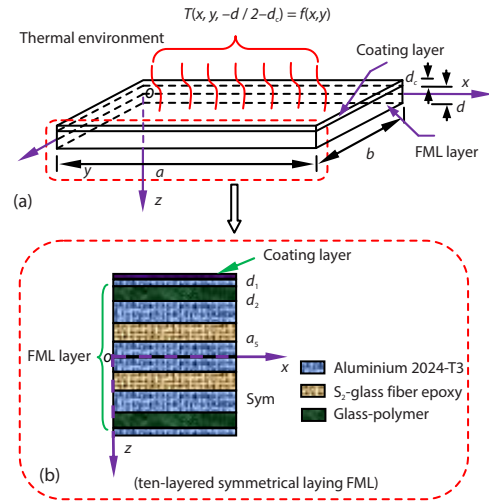 T(x, y, –d / 2–d_c) = f(x,y)
Thermal environment
Coating layer
d_c
x
o
d
FML layer
b
y
a
z
(a)
Coating layer
d_1
d_2
FML layer
a_s
o
x
Aluminium 2024-T3
S_2-glass fiber epoxy
Sym
Glass-polymer
z
(b)
(ten-layered symmetrical laying FML)